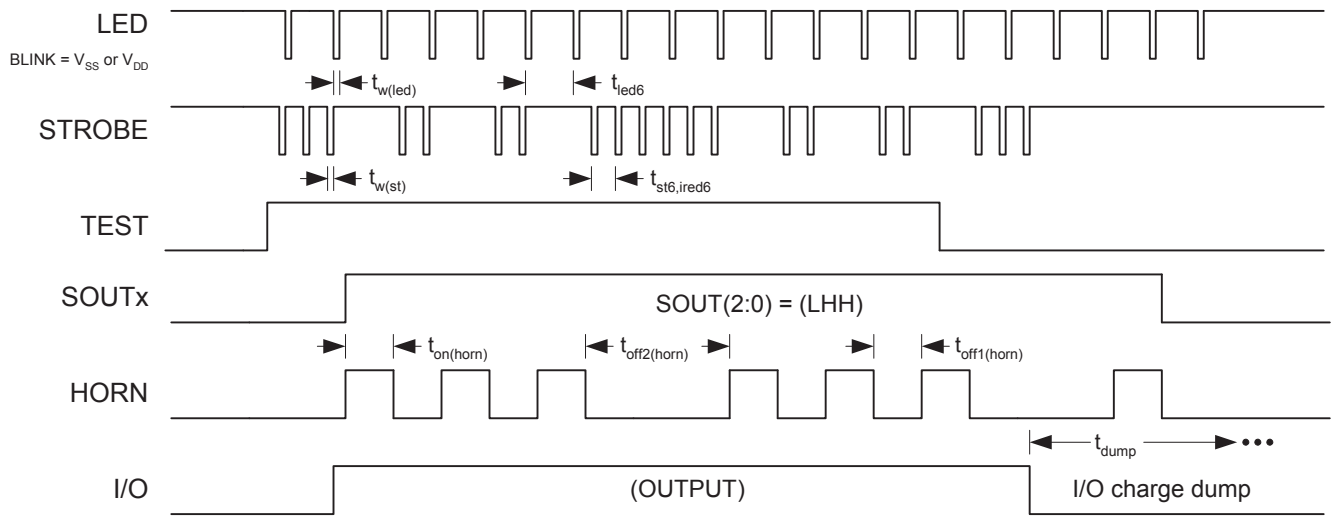 LED
BLINK = VSS or VDD
tw(led)
tled6
STROBE
tw(st)
tst6,ired6
TEST
SOUTx
SOUT(2:0) = (LHH)
ton(horn)
toff2(horn)
toff1(horn)
HORN
tdump
I/O
(OUTPUT)
I/O charge dump